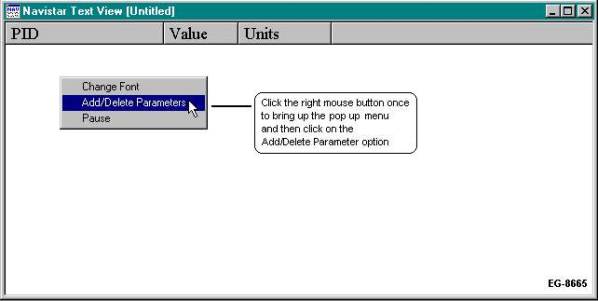 Navistar Text View [Untitled]
PID Value Units
Change Font
Add/Delete Parameters
Pause
Click the right mouse button once
to bring up the pop up menu
and then click on the
Add/Delete Parameter option
EG-8665